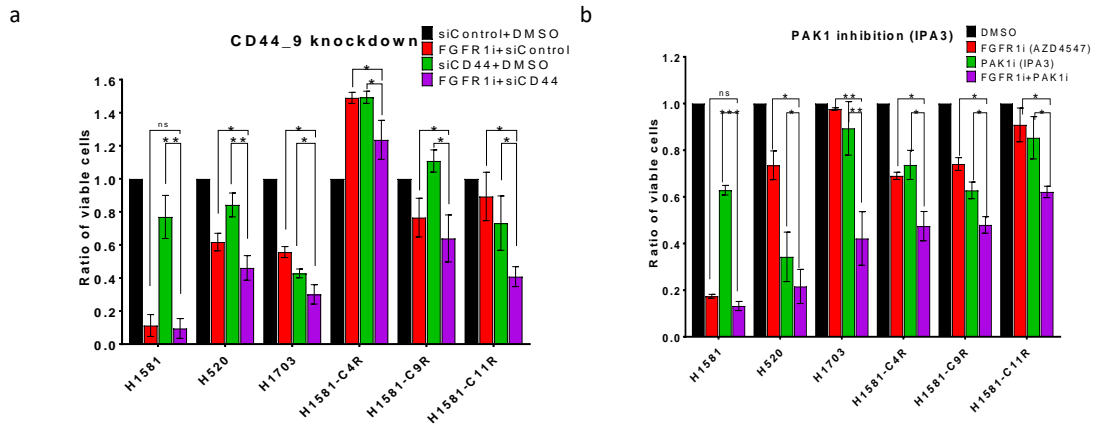 a
CD44_9 knockdown
siControl+DMSO
FGFR1i+siControl
siCD44+DMSO
FGFR1i+siCD44
Ratio of viable cells
1.6
1.4
1.2
1.0
0.8
0.6
0.4
0.2
0.0
ns
**
*
**
*
*
*
*
*
*
*
*
H1581
H520
H1703
H1581-C4R
H1581-C9R
H1581-C11R
b
PAK1 inhibition (IPA3)
DMSO
FGFR1i (AZD4547)
PAK1i (IPA3)
FGFR1i+PAK1i
Ratio of viable cells
1.2
1.0
0.8
0.6
0.4
0.2
0.0
ns
***
*
*
**
**
*
*
*
*
*
*
H1581
H520
H1703
H1581-C4R
H1581-C9R
H1581-C11R